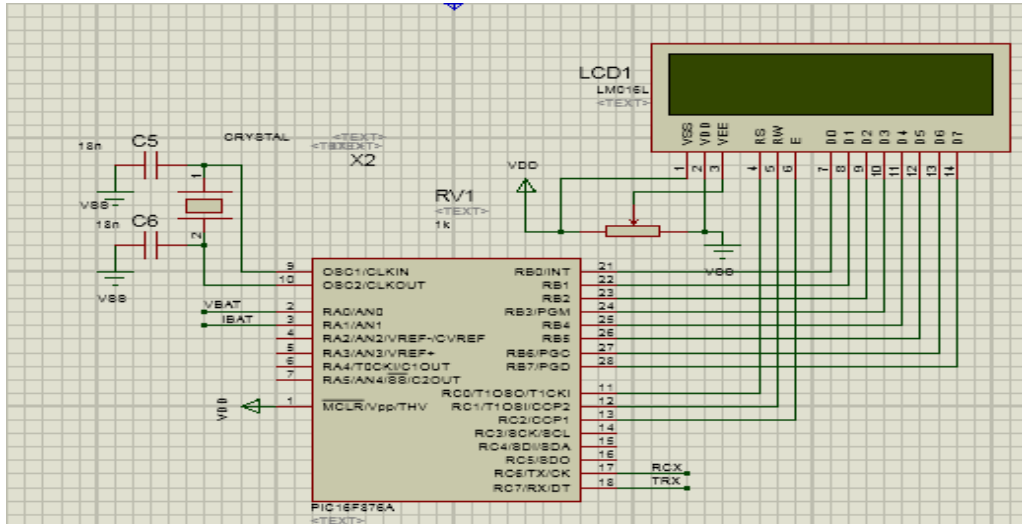 LCD1
LM016L
<TEXT>
VSS
VDD
VEE
RS
RW
E
D0
D1
D2
D3
D4
D5
D6
D7
1
2
3
4
5
6
7
8
9
10
11
12
13
14
18n
C5
CRYSTAL
<TEXT>
X2
1
VSS
18n
C6
2
VSS
VDD
RV1
<TEXT>
1k
9
OSC1/CLKIN
RB0/INT
21
10
OSC2/CLKOUT
RB1
22
RB2
23
VBAT
2
RA0/AN0
RB3/PGM
24
IBAT
3
RA1/AN1
RB4
25
4
RA2/AN2/VREF-/CVREF
RB5
26
5
RA3/AN3/VREF+
RB6/PGC
27
6
RA4/T0CKI/C1OUT
RB7/PGD
28
7
RA5/AN4/SS/C2OUT
RC0/T1OSO/T1CKI
11
VDD
1
MCLR/Vpp/THV
RC1/T1OSI/CCP2
12
RC2/CCP1
13
RC3/SCK/SCL
14
RC4/SDI/SDA
15
RC5/SDO
16
RC6/TX/CK
17
RCX
RC7/RX/DT
18
TRX
PIC16F876A
<TEXT>